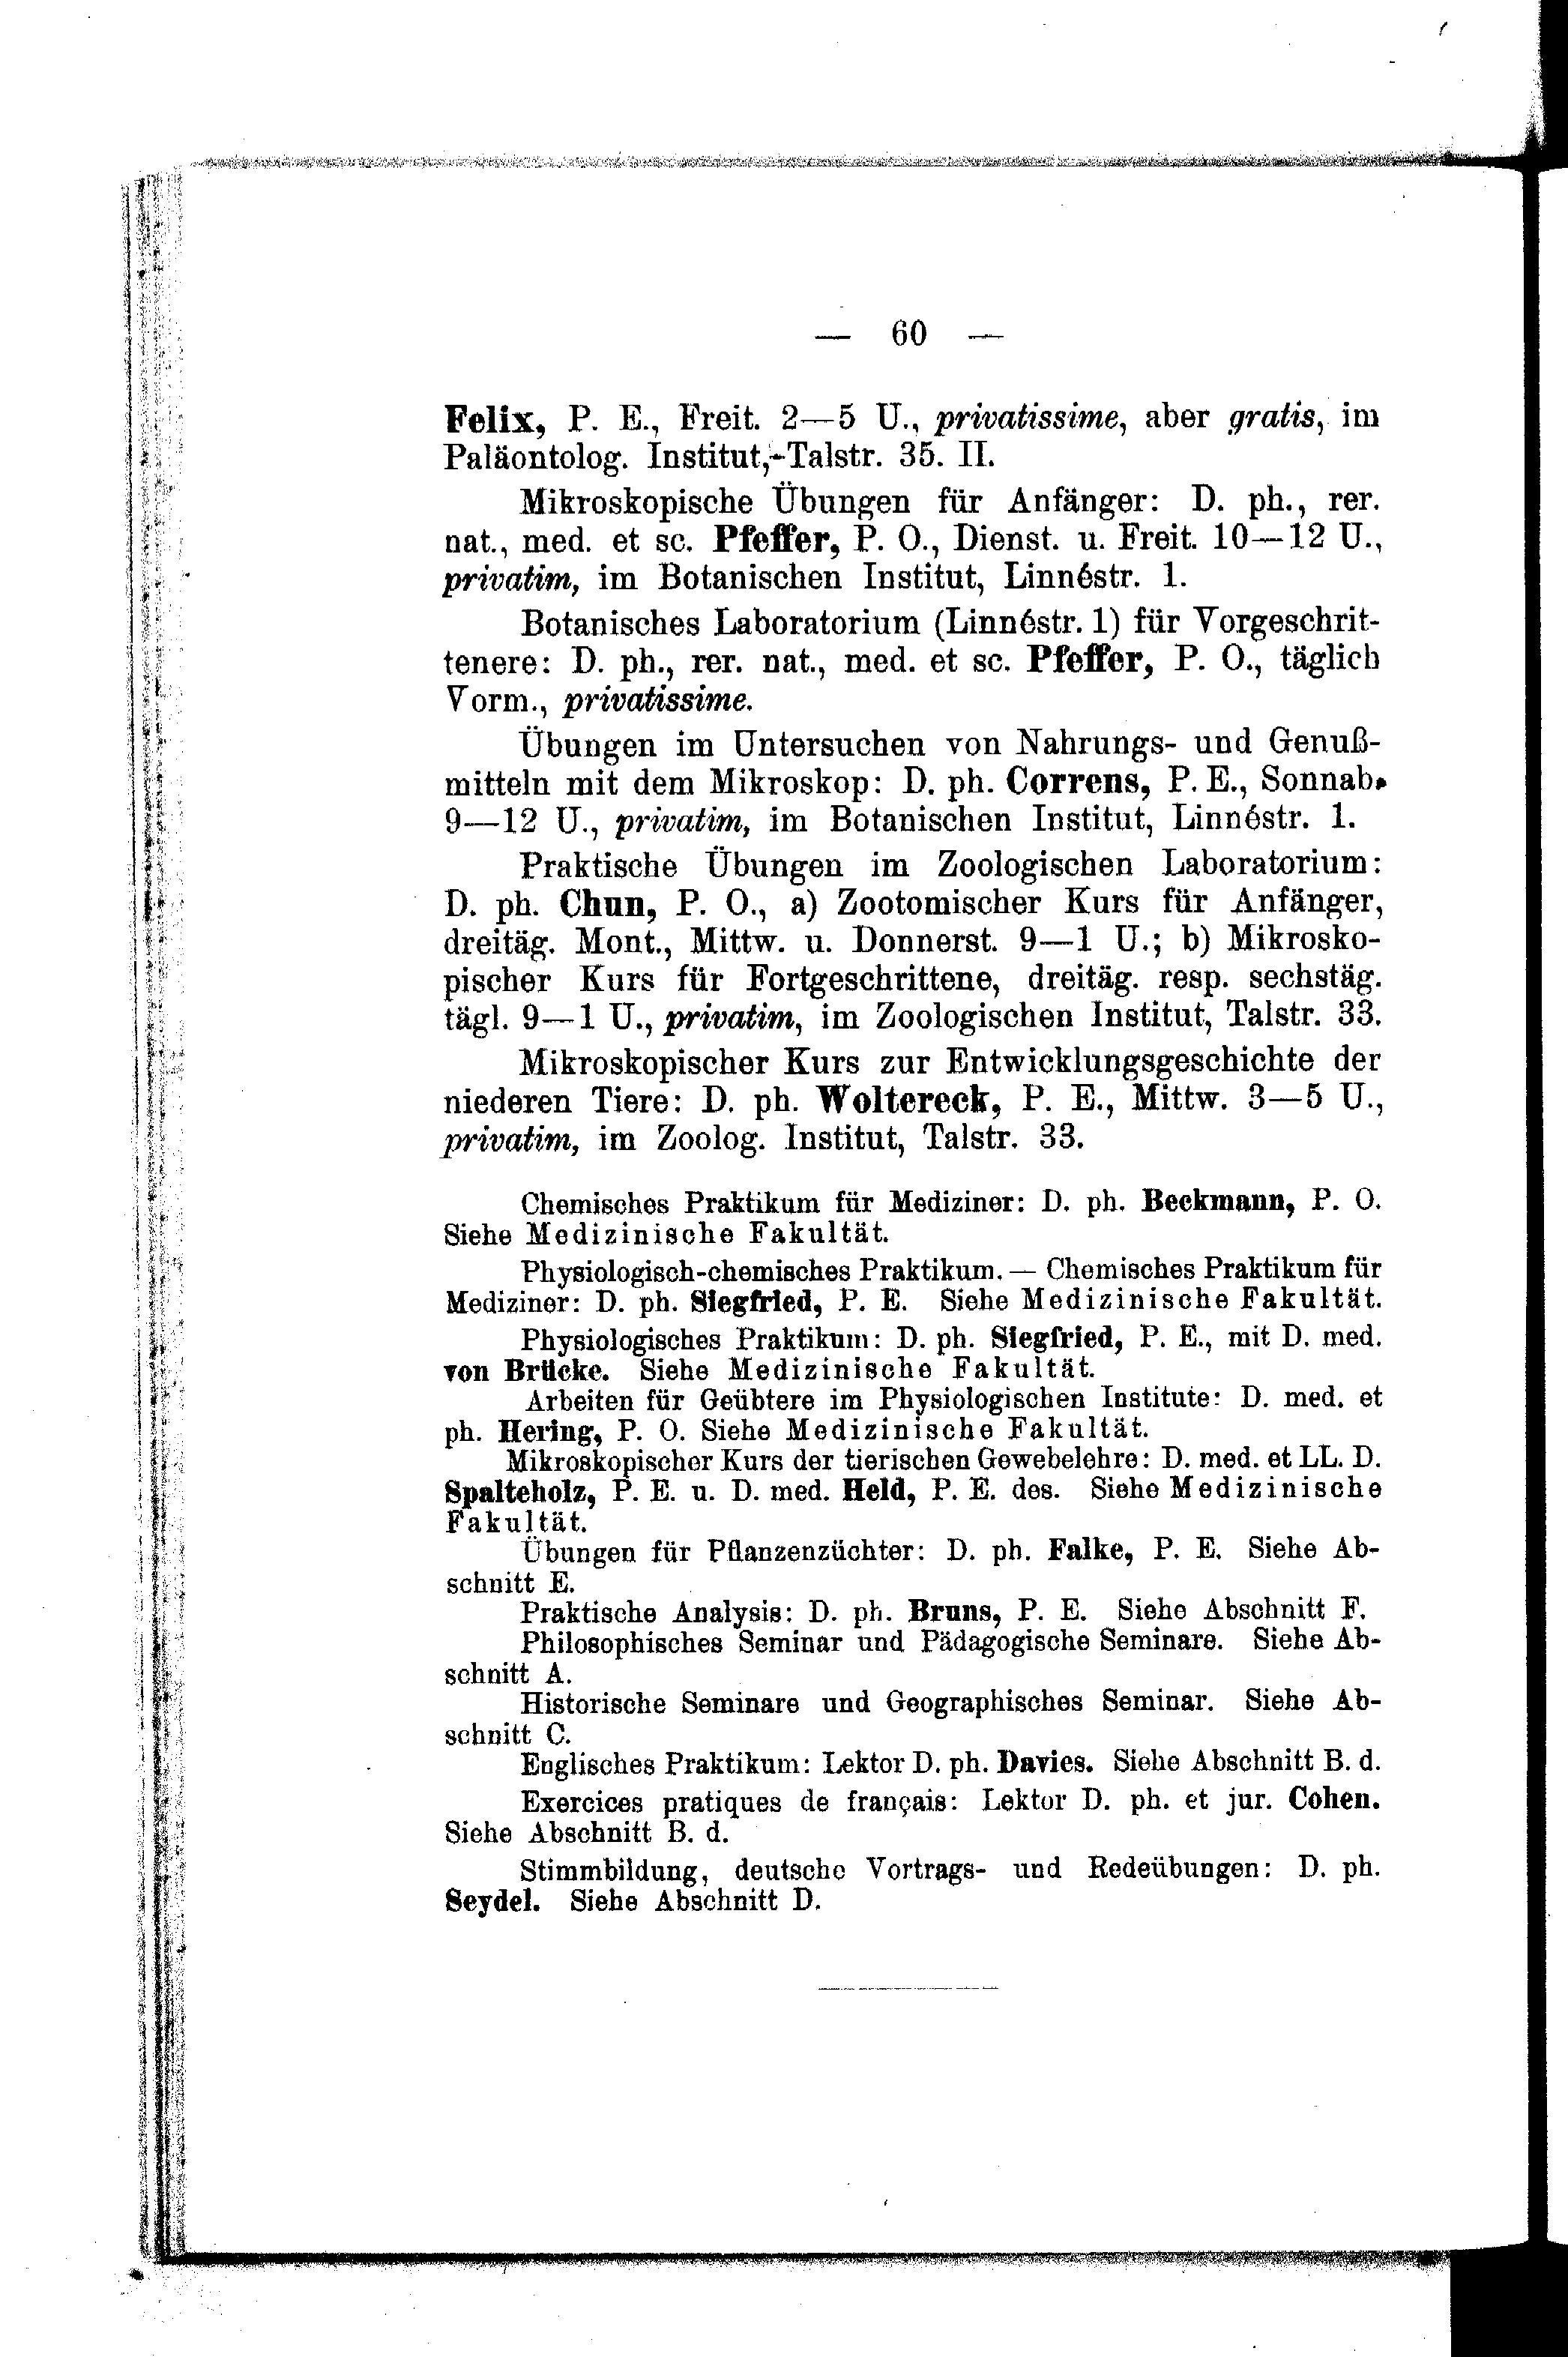 — 60 —
Felix, P. E., Freit. 2—5 U., privatissime, aber gratis, im
Paläontolog. Institut, Talstr. 35. II.
Mikroskopische Übungen für Anfänger: D. ph., rer.
nat., med. et sc. Pfeffer, P. O., Dienst. u. Freit. 10—12 U.,
privatim, im Botanischen Institut, Linnéstr. 1.
Botanisches Laboratorium (Linnéstr. 1) für Vorgeschrit-
tenere: D. ph., rer. nat., med. et sc. Pfeffer, P. O., täglich
Vorm., privatissime.
Übungen im Untersuchen von Nahrungs- und Genuß-
mitteln mit dem Mikroskop: D. ph. Correns, P. E., Sonnab.
9—12 U., privatim, im Botanischen Institut, Linnéstr. 1.
Praktische Übungen im Zoologischen Laboratorium:
D. ph. Chun, P. O., a) Zootomischer Kurs für Anfänger,
dreitäg. Mont., Mittw. u. Donnerst. 9—1 U.; b) Mikrosko-
pischer Kurs für Fortgeschrittene, dreitäg. resp. sechstäg.
tägl. 9—1 U., privatim, im Zoologischen Institut, Talstr. 33.
Mikroskopischer Kurs zur Entwicklungsgeschichte der
niederen Tiere: D. ph. Woltereck, P. E., Mittw. 3—5 U.,
privatim, im Zoolog. Institut, Talstr. 33.
Chemisches Praktikum für Mediziner: D. ph. Beckmann, P. O.
Siehe Medizinische Fakultät.
Physiologisch-chemisches Praktikum. — Chemisches Praktikum für
Mediziner: D. ph. Siegfried, P. E. Siehe Medizinische Fakultät.
Physiologisches Praktikum: D. ph. Siegfried, P. E., mit D. med.
von Brücke. Siehe Medizinische Fakultät.
Arbeiten für Geübtere im Physiologischen Institute: D. med. et
ph. Hering, P. O. Siehe Medizinische Fakultät.
Mikroskopischer Kurs der tierischen Gewebelehre: D. med. et LL. D.
Spalteholz, P. E. u. D. med. Held, P. E. des. Siehe Medizinische
Fakultät.
Übungen für Pflanzenzüchter: D. ph. Falke, P. E. Siehe Ab-
schnitt E.
Praktische Analysis: D. ph. Bruns, P. E. Siehe Abschnitt F.
Philosophisches Seminar und Pädagogische Seminare. Siehe Ab-
schnitt A.
Historische Seminare und Geographisches Seminar. Siehe Ab-
schnitt C.
Englisches Praktikum: Lektor D. ph. Davies. Siehe Abschnitt B. d.
Exercices pratiques de français: Lektor D. ph. et jur. Cohen.
Siehe Abschnitt B. d.
Stimmbildung, deutsche Vortrags- und Redeübungen: D. ph.
Seydel. Siehe Abschnitt D.